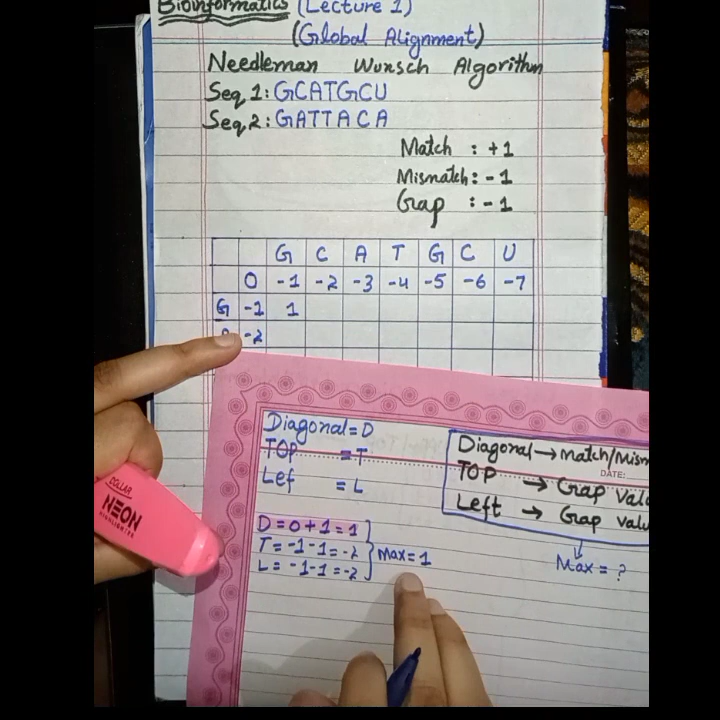 Bioinformatics (Lecture 1)
(Global Alignment)
Needleman Wunsch Algorithm
Seq 1: GCATGCU
Seq 2: GATTACA
Match : +1
Mismatch: -1
Gap : -1
G C A T G C U
0 -1 -2 -3 -4 -5 -6 -7
G -1 1
-2
Diagonal = D
TOP = T
Lef = L
Diagonal → Match/Mism
TOP → Gap Valu
Left → Gap valu
DATE:
Max = ?
D = 0 + 1 = 1
T = -1 - 1 = -2
L = -1 - 1 = -2
Max = 1
DOLLAR
NEON
HIGHLIGHTER